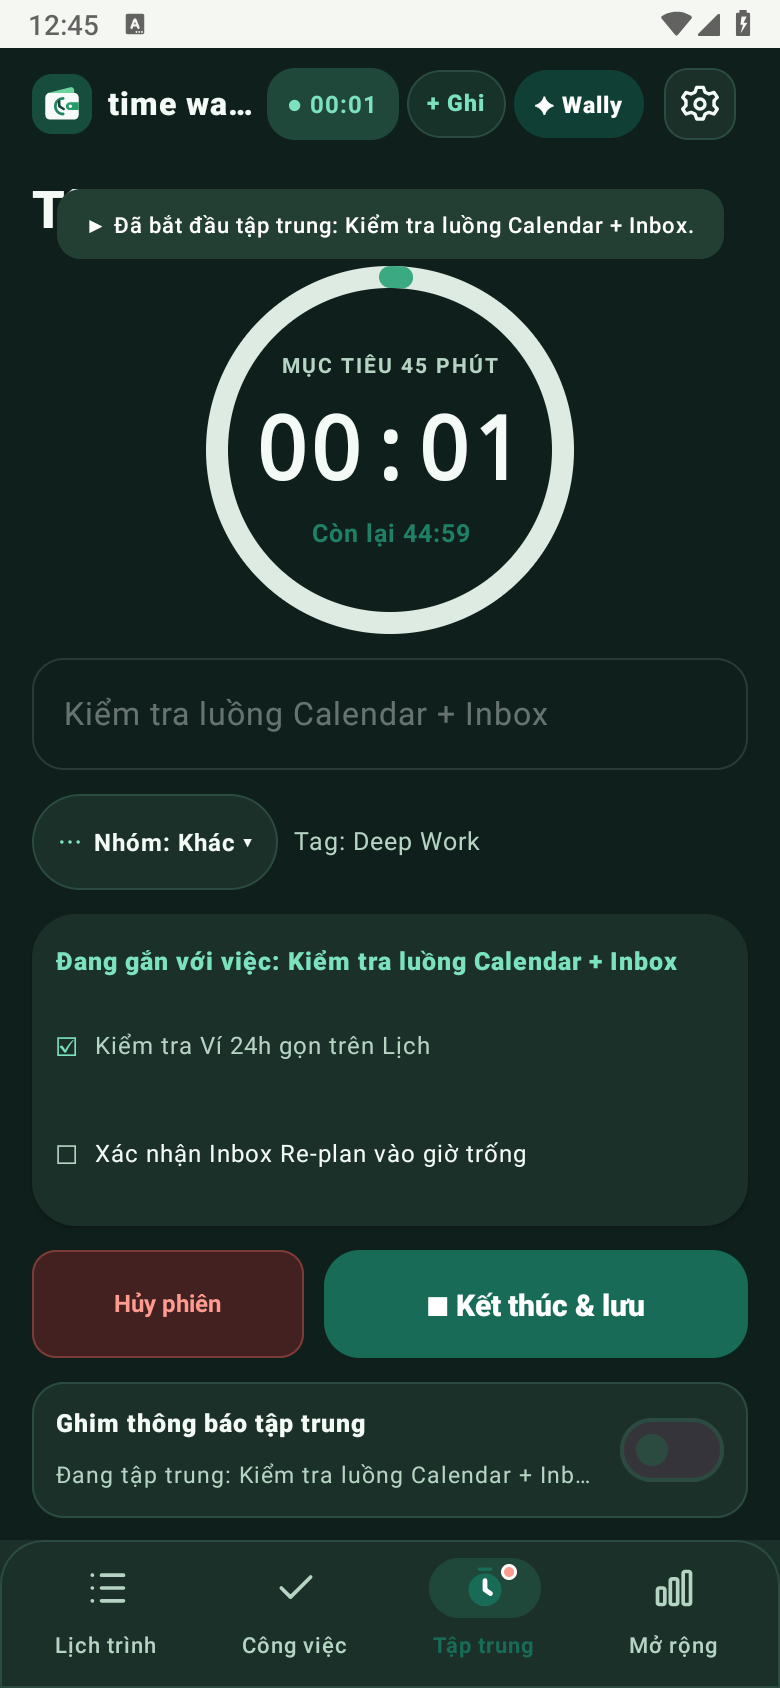 12:45
time wa...
● 00:01
+ Ghi
✦ Wally
► Đã bắt đầu tập trung: Kiểm tra luồng Calendar + Inbox.
MỤC TIÊU 45 PHÚT
00:01
Còn lại 44:59
Kiểm tra luồng Calendar + Inbox
··· Nhóm: Khác ▾
Tag: Deep Work
Đang gắn với việc: Kiểm tra luồng Calendar + Inbox
☑ Kiểm tra Ví 24h gọn trên Lịch
☐ Xác nhận Inbox Re-plan vào giờ trống
Hủy phiên
■ Kết thúc & lưu
Ghim thông báo tập trung
Đang tập trung: Kiểm tra luồng Calendar + Inb...
Lịch trình
Công việc
Tập trung
Mở rộng